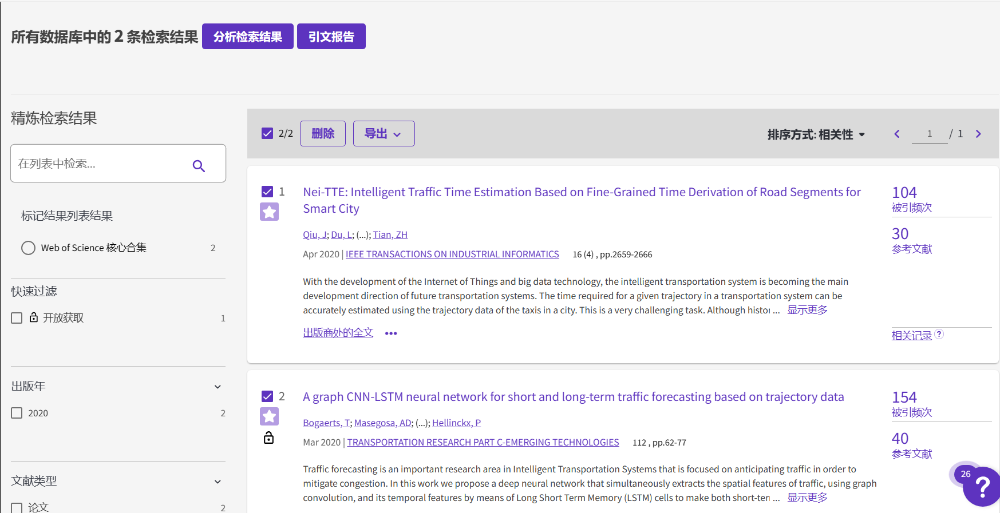 所有数据库中的 2 条检索结果
分析检索结果
引文报告
精炼检索结果
在列表中检索...
标记结果列表结果
Web of Science 核心合集 2
快速过滤
开放获取 1
出版年
2020 2
文献类型
论文 2
2/2
删除
导出
排序方式: 相关性
1 / 1
1
Nei-TTE: Intelligent Traffic Time Estimation Based on Fine-Grained Time Derivation of Road Segments for
Smart City
Qiu, J; Du, L; (...); Tian, ZH
Apr 2020 | IEEE TRANSACTIONS ON INDUSTRIAL INFORMATICS 16 (4) , pp.2659-2666
With the development of the Internet of Things and big data technology, the intelligent transportation system is becoming the main
development direction of future transportation systems. The time required for a given trajectory in a transportation system can be
accurately estimated using the trajectory data of the taxis in a city. This is a very challenging task. Although histo ... 显示更多
出版商处的全文 •••
104
被引频次
30
参考文献
相关记录 ?
2
A graph CNN-LSTM neural network for short and long-term traffic forecasting based on trajectory data
Bogaerts, T; Masegosa, AD; (...); Hellinckx, P
Mar 2020 | TRANSPORTATION RESEARCH PART C-EMERGING TECHNOLOGIES 112 , pp.62-77
Traffic forecasting is an important research area in Intelligent Transportation Systems that is focused on anticipating traffic in order to
mitigate congestion. In this work we propose a deep neural network that simultaneously extracts the spatial features of traffic, using graph
convolution, and its temporal features by means of Long Short Term Memory (LSTM) cells to make both short-ter ... 显示更多
154
被引频次
40
参考文献
26
?